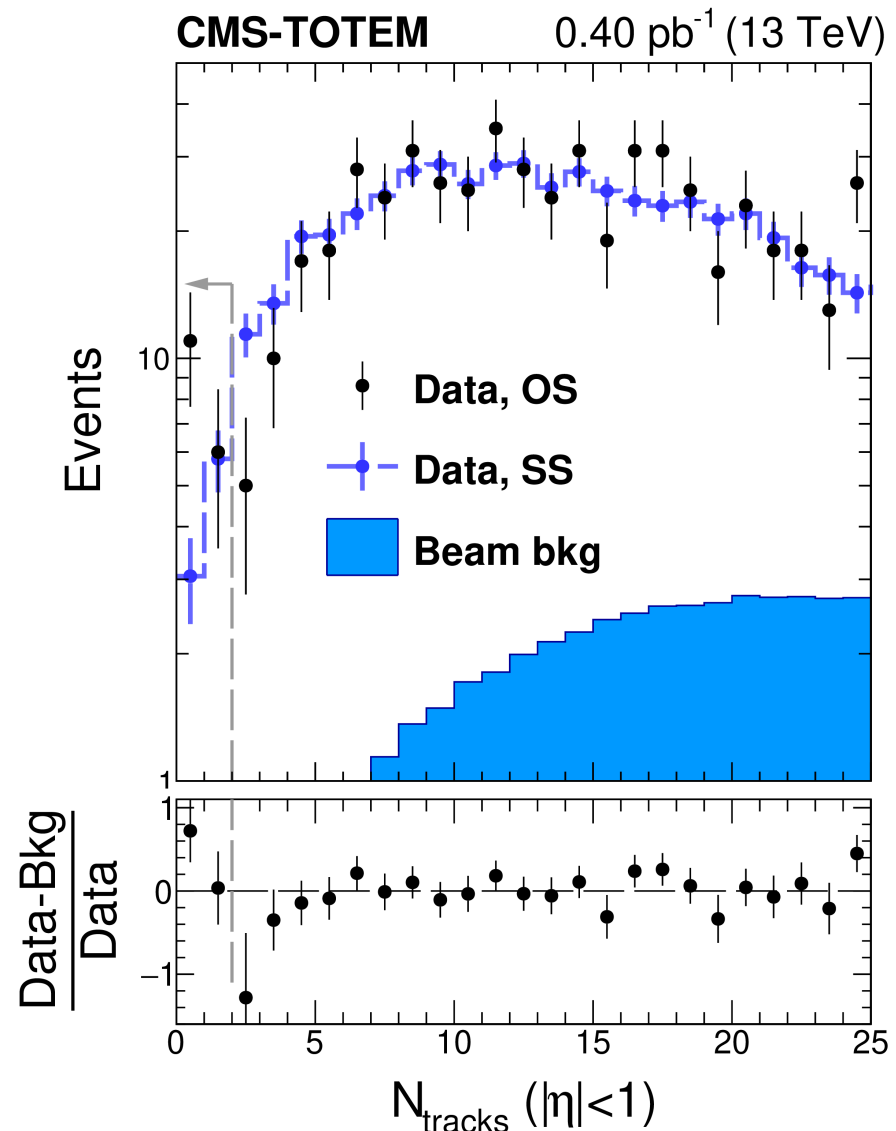 CMS-TOTEM 0.40 pb⁻¹ (13 TeV)
Events
10
1
Data, OS
Data, SS
Beam bkg
Data-Bkg
Data
1
0
−1
0 5 10 15 20 25
N_tracks (|η|<1)